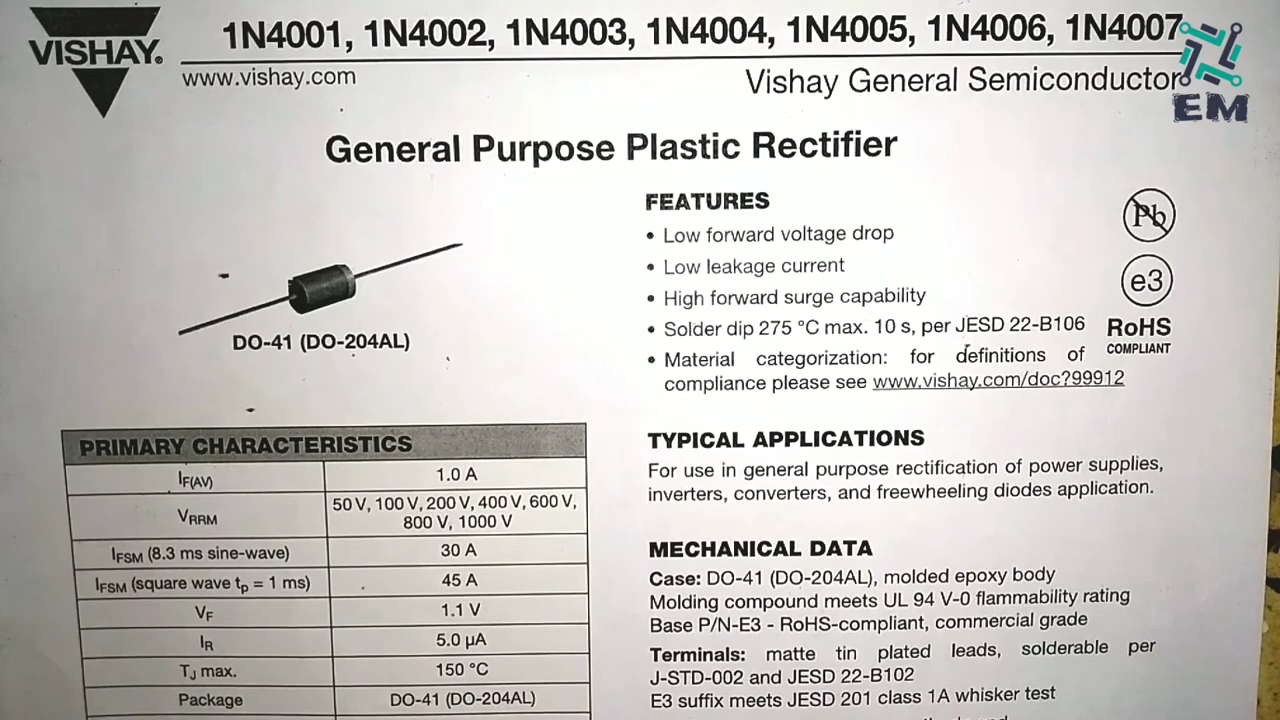 VISHAY.
1N4001, 1N4002, 1N4003, 1N4004, 1N4005, 1N4006, 1N4007
www.vishay.com
Vishay General Semiconductor
EM
General Purpose Plastic Rectifier
DO-41 (DO-204AL)
FEATURES
• Low forward voltage drop
• Low leakage current
• High forward surge capability
• Solder dip 275 °C max. 10 s, per JESD 22-B106
• Material categorization: for definitions of
compliance please see www.vishay.com/doc?99912
Pb
e3
RoHS
COMPLIANT
PRIMARY CHARACTERISTICS
IF(AV) 1.0 A
VRRM 50 V, 100 V, 200 V, 400 V, 600 V,
800 V, 1000 V
IFSM (8.3 ms sine-wave) 30 A
IFSM (square wave tp = 1 ms) 45 A
VF 1.1 V
IR 5.0 μA
TJ max. 150 °C
Package DO-41 (DO-204AL)
TYPICAL APPLICATIONS
For use in general purpose rectification of power supplies,
inverters, converters, and freewheeling diodes application.
MECHANICAL DATA
Case: DO-41 (DO-204AL), molded epoxy body
Molding compound meets UL 94 V-0 flammability rating
Base P/N-E3 - RoHS-compliant, commercial grade
Terminals: matte tin plated leads, solderable per
J-STD-002 and JESD 22-B102
E3 suffix meets JESD 201 class 1A whisker test